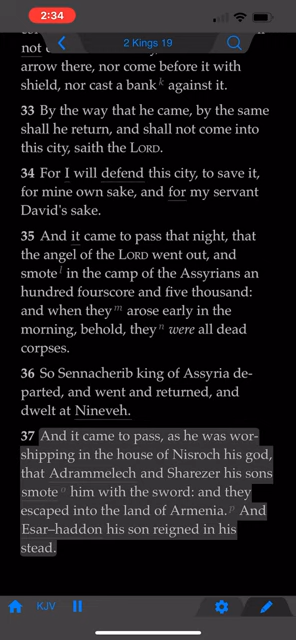 2:34
2 Kings 19
not
arrow there, nor come before it with
shield, nor cast a bank k against it.
33 By the way that he came, by the same
shall he return, and shall not come into
this city, saith the LORD.
34 For I will defend this city, to save it,
for mine own sake, and for my servant
David's sake.
35 And it came to pass that night, that
the angel of the LORD went out, and
smote l in the camp of the Assyrians an
hundred fourscore and five thousand:
and when they m arose early in the
morning, behold, they n were all dead
corpses.
36 So Sennacherib king of Assyria de-
parted, and went and returned, and
dwelt at Nineveh.
37 And it came to pass, as he was wor-
shipping in the house of Nisroch his god,
that Adrammelech and Sharezer his sons
smote o him with the sword: and they
escaped into the land of Armenia. p And
Esar–haddon his son reigned in his
stead.
KJV